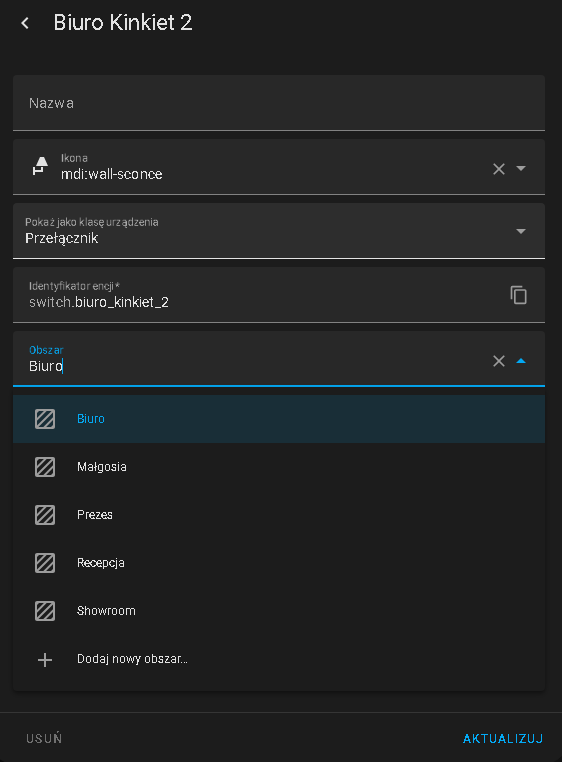 Biuro Kinkiet 2
Nazwa
Ikona
mdi:wall-sconce
Pokaż jako klasę urządzenia
Przełącznik
Identyfikator encji*
switch.biuro_kinkiet_2
Obszar
Biuro
Biuro
Małgosia
Prezes
Recepcja
Showroom
Dodaj nowy obszar...
USUŃ
AKTUALIZUJ